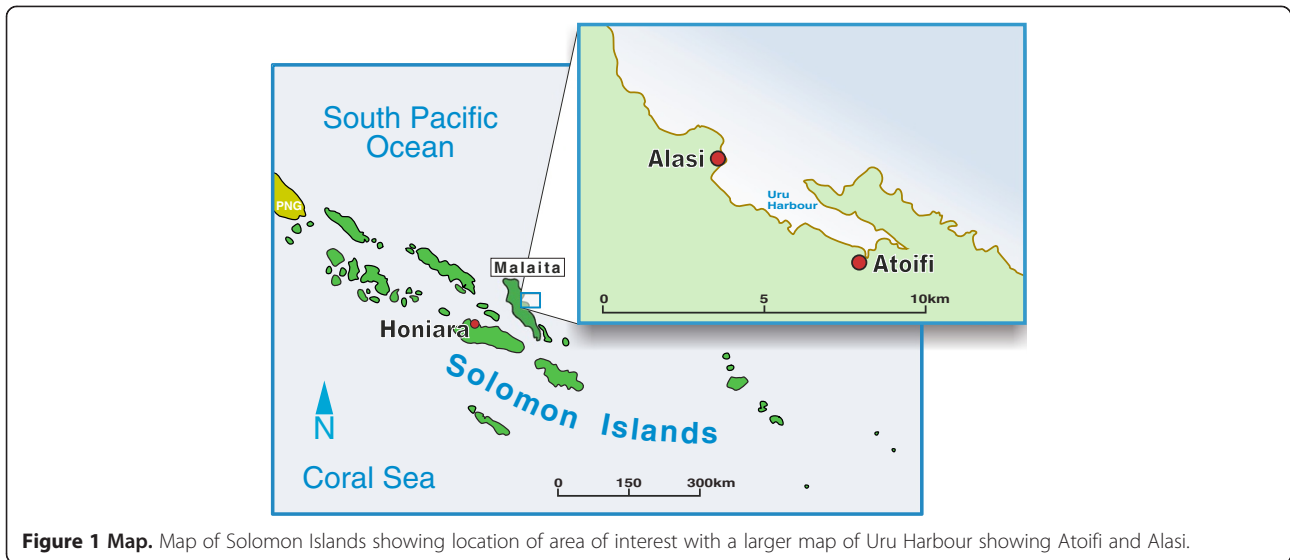 South Pacific
Ocean
PNG
Malaita
Honiara
Solomon Islands
N
Coral Sea
0 150 300km
Alasi
Uru
Harbour
Atoifi
0 5 10km
Figure 1 Map. Map of Solomon Islands showing location of area of interest with a larger map of Uru Harbour showing Atoifi and Alasi.